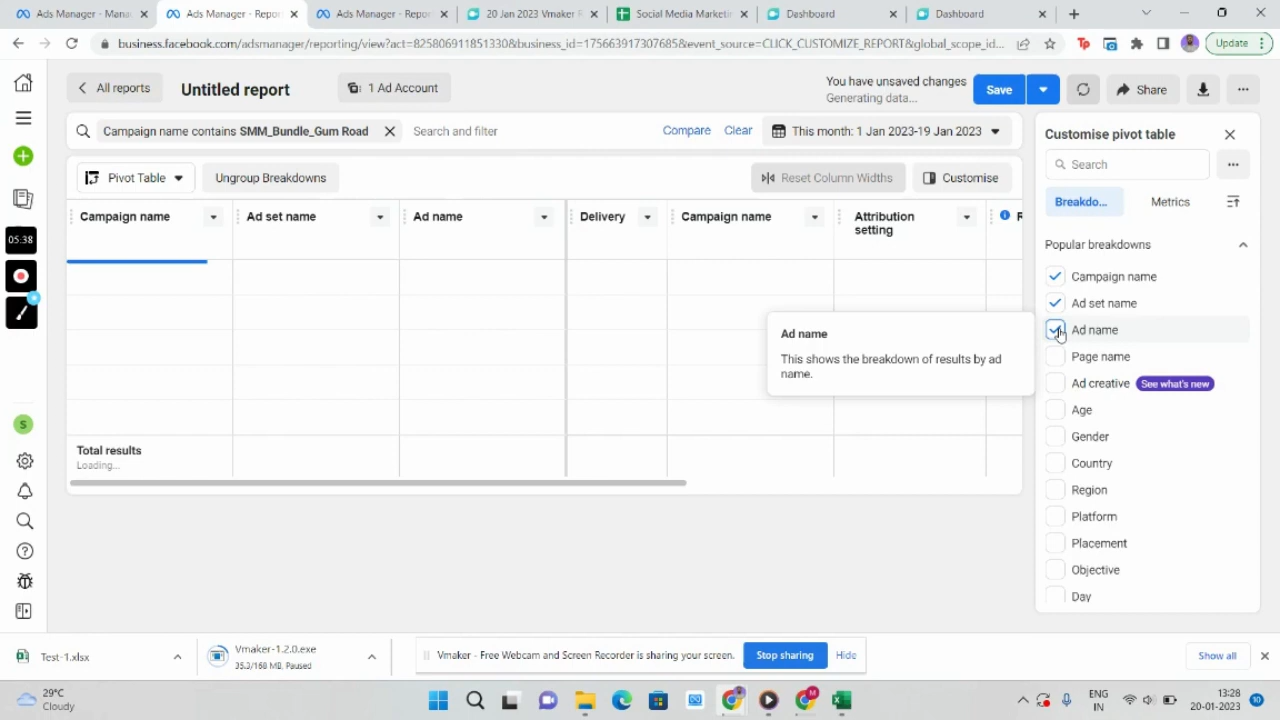 Ads Manager - Mana
Ads Manager - Repor
Ads Manager - Repor
20 Jan 2023 Vmaker R
Social Media Marketin
Dashboard
Dashboard
business.facebook.com/adsmanager/reporting/view?act=825806911851330&business_id=175663917307685&event_source=CLICK_CUSTOMIZE_REPORT&global_scope_id...
Update
All reports
Untitled report
1 Ad Account
You have unsaved changes
Generating data...
Save
Share
Campaign name contains SMM_Bundle_Gum Road
Search and filter
Compare
Clear
This month: 1 Jan 2023-19 Jan 2023
Pivot Table
Ungroup Breakdowns
Reset Column Widths
Customise
Campaign name
Ad set name
Ad name
Delivery
Campaign name
Attribution
setting
R
Total results
Loading...
Ad name
This shows the breakdown of results by ad
name.
Customise pivot table
Search
Breakdo...
Metrics
Popular breakdowns
Campaign name
Ad set name
Ad name
Page name
Ad creative See what's new
Age
Gender
Country
Region
Platform
Placement
Objective
Day
05:38
S
Test-1.xlsx
Vmaker-1.2.0.exe
35.3/168 MB, Paused
Vmaker - Free Webcam and Screen Recorder is sharing your screen.
Stop sharing
Hide
Show all
29°C
Cloudy
M
ENG
IN
13:28
20-01-2023
10